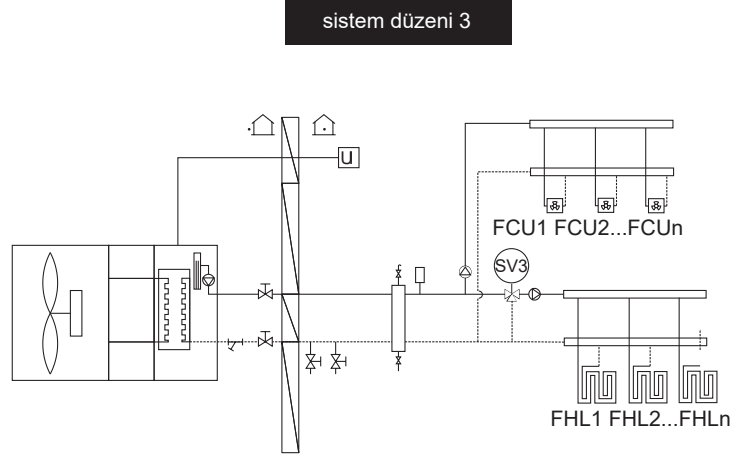 sistem düzeni 3
u
FCU1 FCU2...FCUn
SV3
FHL1 FHL2...FHLn